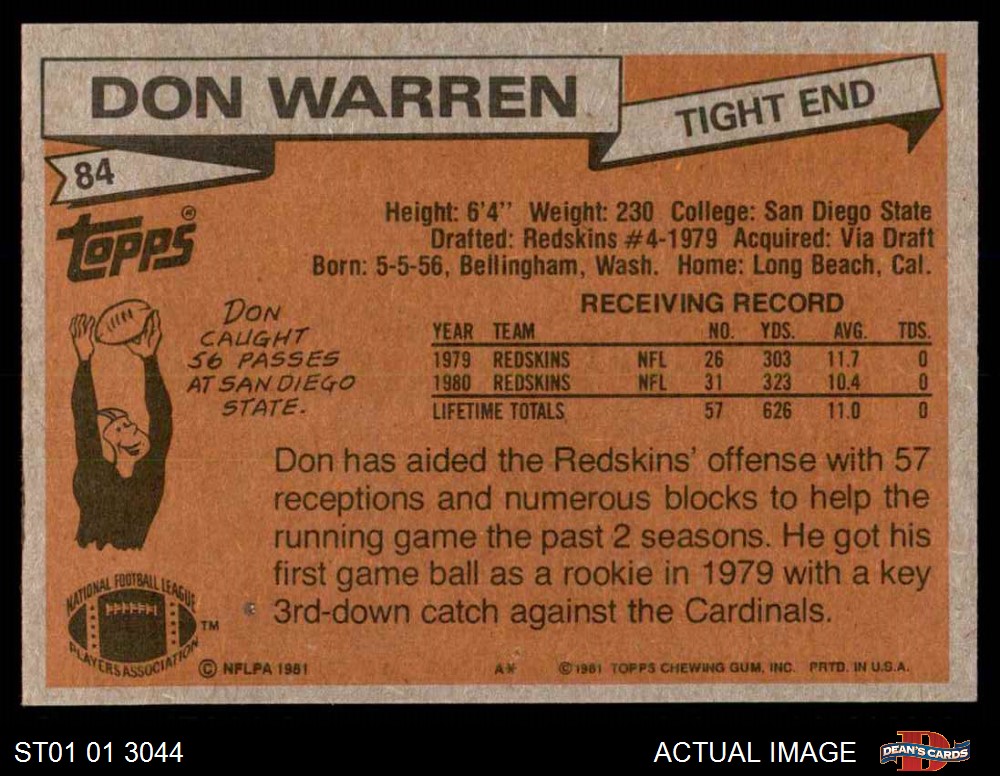 DON WARREN
TIGHT END
84
topps®
Height: 6'4'' Weight: 230 College: San Diego State
Drafted: Redskins #4-1979 Acquired: Via Draft
Born: 5-5-56, Bellingham, Wash. Home: Long Beach, Cal.
DON
CAUGHT
56 PASSES
AT SAN DIEGO
STATE.
RECEIVING RECORD
YEAR TEAM NO. YDS. AVG. TDS.
1979 REDSKINS NFL 26 303 11.7 0
1980 REDSKINS NFL 31 323 10.4 0
LIFETIME TOTALS 57 626 11.0 0
Don has aided the Redskins' offense with 57
receptions and numerous blocks to help the
running game the past 2 seasons. He got his
first game ball as a rookie in 1979 with a key
3rd-down catch against the Cardinals.
NATIONAL FOOTBALL LEAGUE
PLAYERS ASSOCIATION
TM
© NFLPA 1981
A*
© 1981 TOPPS CHEWING GUM, INC. PRTD. IN U.S.A.
ST01 01 3044
ACTUAL IMAGE
D
DEAN'S CARDS